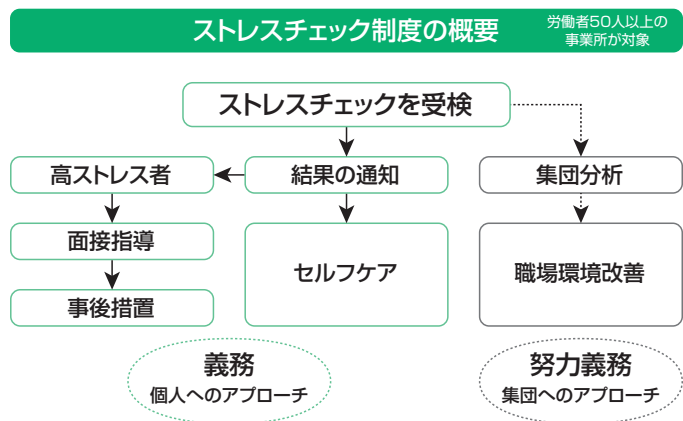 ストレスチェック制度の概要
労働者50人以上の
事業所が対象
ストレスチェックを受検
高ストレス者
結果の通知
集団分析
面接指導
セルフケア
職場環境改善
事後措置
義務
個人へのアプローチ
努力義務
集団へのアプローチ